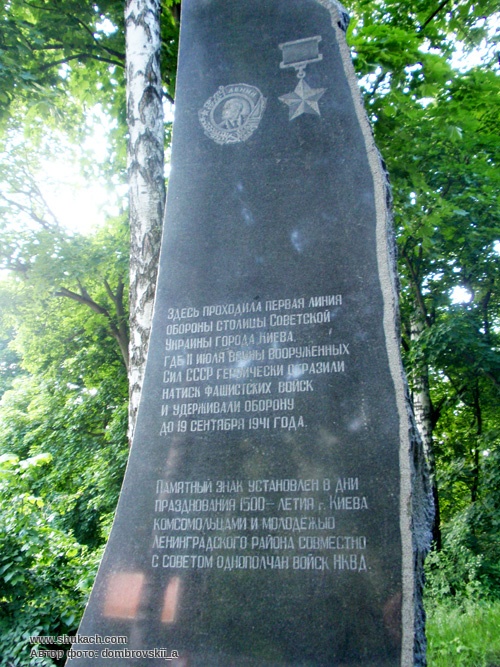 ЛЕНИН
Здесь проходила первая линия
обороны столицы Советской
Украины города Киева,
где 11 июля воины Вооруженных
Сил СССР героически отразили
натиск фашистских войск
и удерживали оборону
до 19 сентября 1941 года.
Памятный знак установлен в дни
празднования 1500-летия г. Киева
комсомольцами и молодежью
Ленинградского района совместно
с советом однополчан войск НКВД.
www.shukach.com
Автор фото: dombrovskii_a